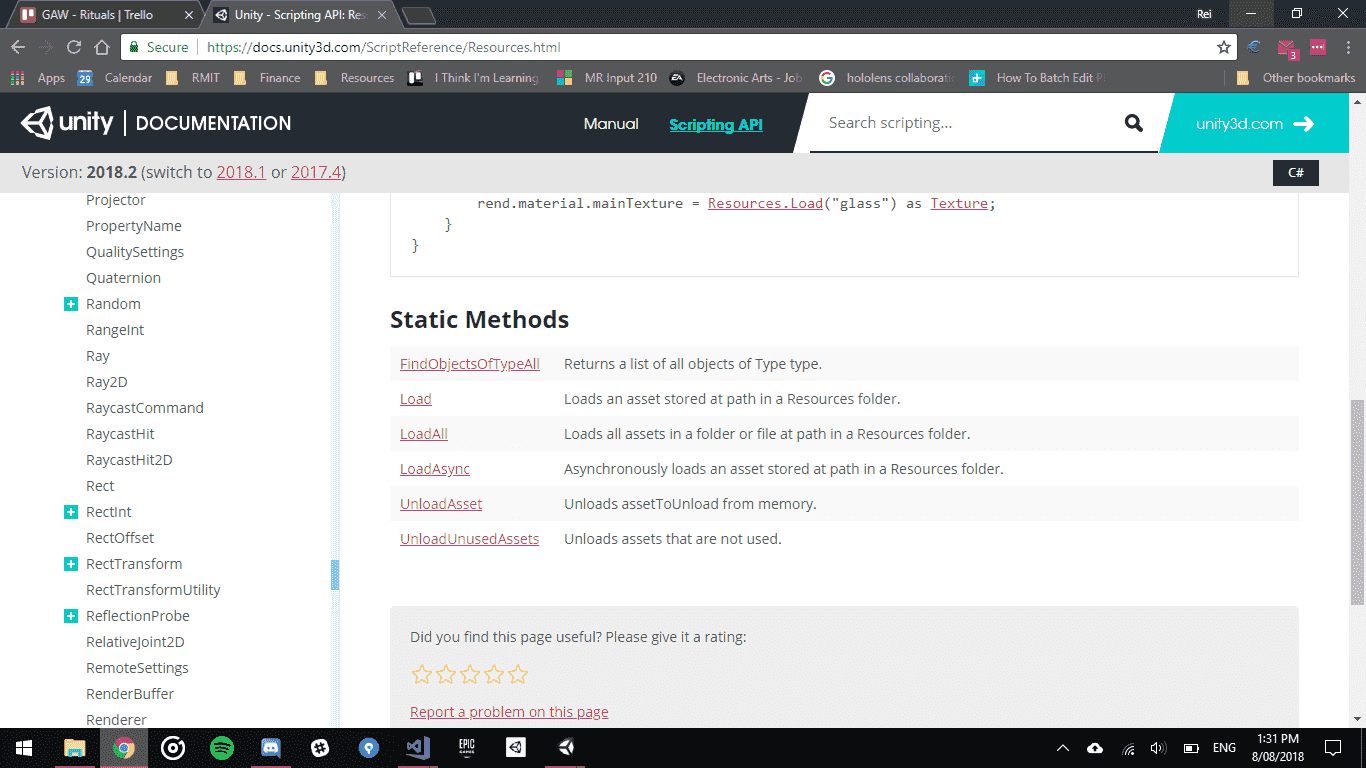 GAW - Rituals | Trello
Unity - Scripting API: Res
Rei
Secure
https://docs.unity3d.com/ScriptReference/Resources.html
3
Apps
29
Calendar
RMIT
Finance
Resources
I Think I'm Learning
MR Input 210
EA
Electronic Arts - Job
hololens collaborati
How To Batch Edit P
Other bookmarks
unity | DOCUMENTATION
Manual
Scripting API
Search scripting...
unity3d.com
Version: 2018.2 (switch to 2018.1 or 2017.4)
C#
Projector
PropertyName
QualitySettings
Quaternion
Random
RangeInt
Ray
Ray2D
RaycastCommand
RaycastHit
RaycastHit2D
Rect
RectInt
RectOffset
RectTransform
RectTransformUtility
ReflectionProbe
RelativeJoint2D
RemoteSettings
RenderBuffer
Renderer
rend.material.mainTexture = Resources.Load("glass") as Texture;
}
}
Static Methods
FindObjectsOfTypeAll Returns a list of all objects of Type type.
Load Loads an asset stored at path in a Resources folder.
LoadAll Loads all assets in a folder or file at path in a Resources folder.
LoadAsync Asynchronously loads an asset stored at path in a Resources folder.
UnloadAsset Unloads assetToUnload from memory.
UnloadUnusedAssets Unloads assets that are not used.
Did you find this page useful? Please give it a rating:
Report a problem on this page
EPIC
GAMES
ENG
1:31 PM
8/08/2018